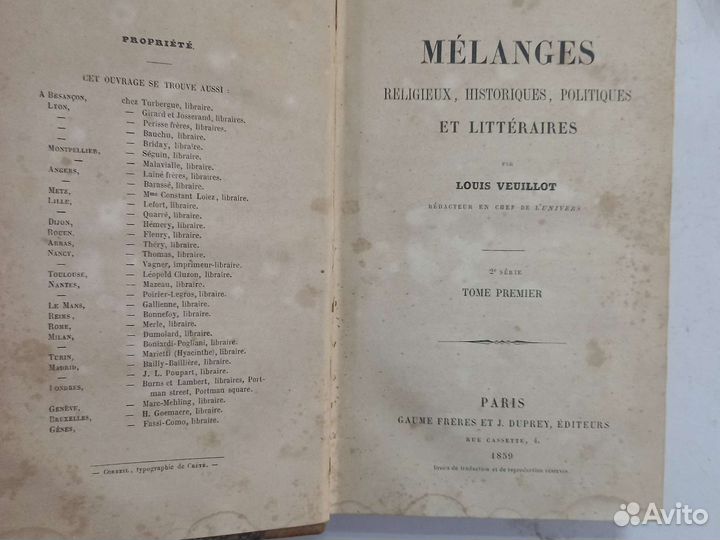 PROPRIÉTÉ.
CET OUVRAGE SE TROUVE AUSSI :
A BESANÇON, chez Turbergue, libraire.
LYON, — Girard et Josserand, libraires.
— — Périsse frères, libraires.
— — Bauchu, libraire.
— — Briday, libraire.
MONTPELLIER, — Séguin, libraire.
— — Malavialle, libraire.
ANGERS, — Lainé frères, libraires.
— — Barassé, libraire.
METZ, — Mme Constant Loiez, libraire.
LILLE, — Lefort, libraire.
— — Quarré, libraire.
DIJON, — Hémery, libraire.
ROUEN, — Fleury, libraire.
ARRAS, — Théry, libraire.
NANCY, — Thomas, libraire.
— — Vagner, imprimeur-libraire.
TOULOUSE, — Léopold Cluzon, libraire.
NANTES, — Mazeau, libraire.
— — Poirier-Legros, libraire.
LE MANS, — Gallienne, libraire.
REIMS, — Bonnefoy, libraire.
ROME, — Merle, libraire.
MILAN, — Dumolard, libraire.
— — Boniardi-Pogliani, libraire.
TURIN, — Marietti (Hyacinthe), libraire.
MADRID, — Bailly-Baillière, libraire.
— — J. L. Poupart, libraire.
LONDRES, — Burns et Lambert, libraires, Port-
man street, Portman square.
GENÈVE, — Marc-Mehling, libraire.
BRUXELLES, — H. Goemaere, libraire.
GÊNES, — Fassi-Como, libraire.
— CORBEIL, typographie de CRÉTÉ. —
MÉLANGES
RELIGIEUX, HISTORIQUES, POLITIQUES
ET LITTÉRAIRES
PAR
LOUIS VEUILLOT
RÉDACTEUR EN CHEF DE L'UNIVERS
2e SÉRIE
TOME PREMIER
PARIS
GAUME FRÈRES ET J. DUPREY, ÉDITEURS
RUE CASSETTE, 4.
1859
Droits de traduction et de reproduction réservés.
Avito